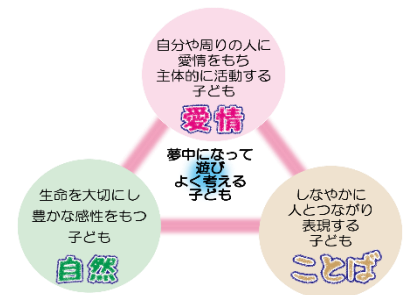 自分や周りの人に
愛情をもち
主体的に活動する
子ども
愛情
夢中になって
遊び
よく考える
子ども
生命を大切にし
豊かな感性をもつ
子ども
自然
しなやかに
人とつながり
表現する
子ども
ことば